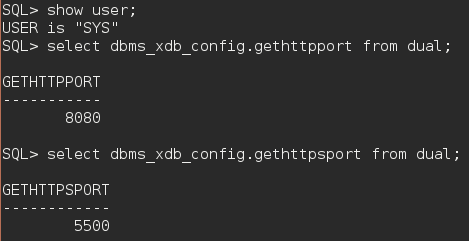 SQL> show user;
USER is "SYS"
SQL> select dbms_xdb_config.gethttpport from dual;
GETHTTPPORT
-----------
8080
SQL> select dbms_xdb_config.gethttpsport from dual;
GETHTTPSPORT
------------
5500